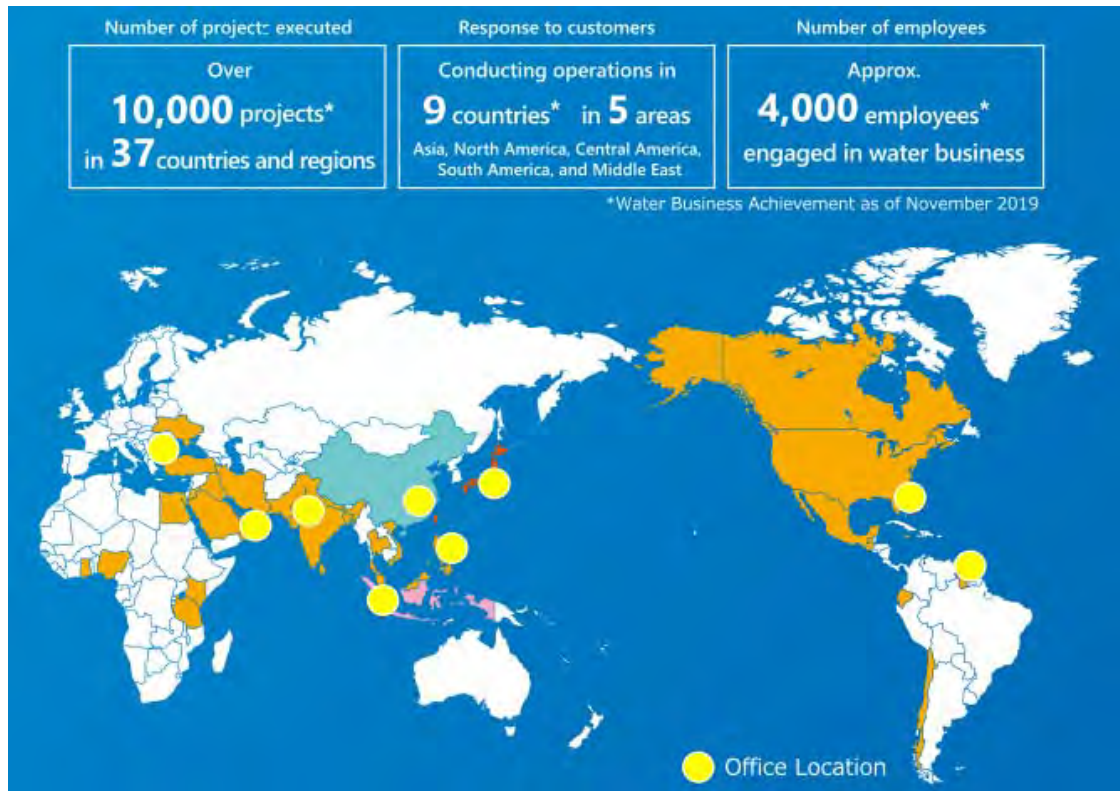 Number of projects executed
Over
10,000 projects*
in 37 countries and regions
Response to customers
Conducting operations in
9 countries* in 5 areas
Asia, North America, Central America,
South America, and Middle East
Number of employees
Approx.
4,000 employees*
engaged in water business
*Water Business Achievement as of November 2019
Office Location